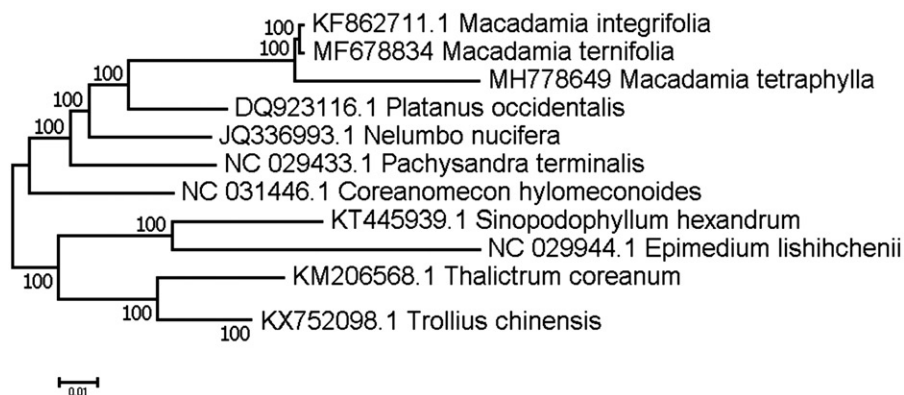 100
KF862711.1 Macadamia integrifolia
100
MF678834 Macadamia ternifolia
100
MH778649 Macadamia tetraphylla
100
DQ923116.1 Platanus occidentalis
100
JQ336993.1 Nelumbo nucifera
NC 029433.1 Pachysandra terminalis
NC 031446.1 Coreanomecon hylomeconoides
100
KT445939.1 Sinopodophyllum hexandrum
NC 029944.1 Epimedium lishihchenii
100
KM206568.1 Thalictrum coreanum
100
100
KX752098.1 Trollius chinensis
0.01